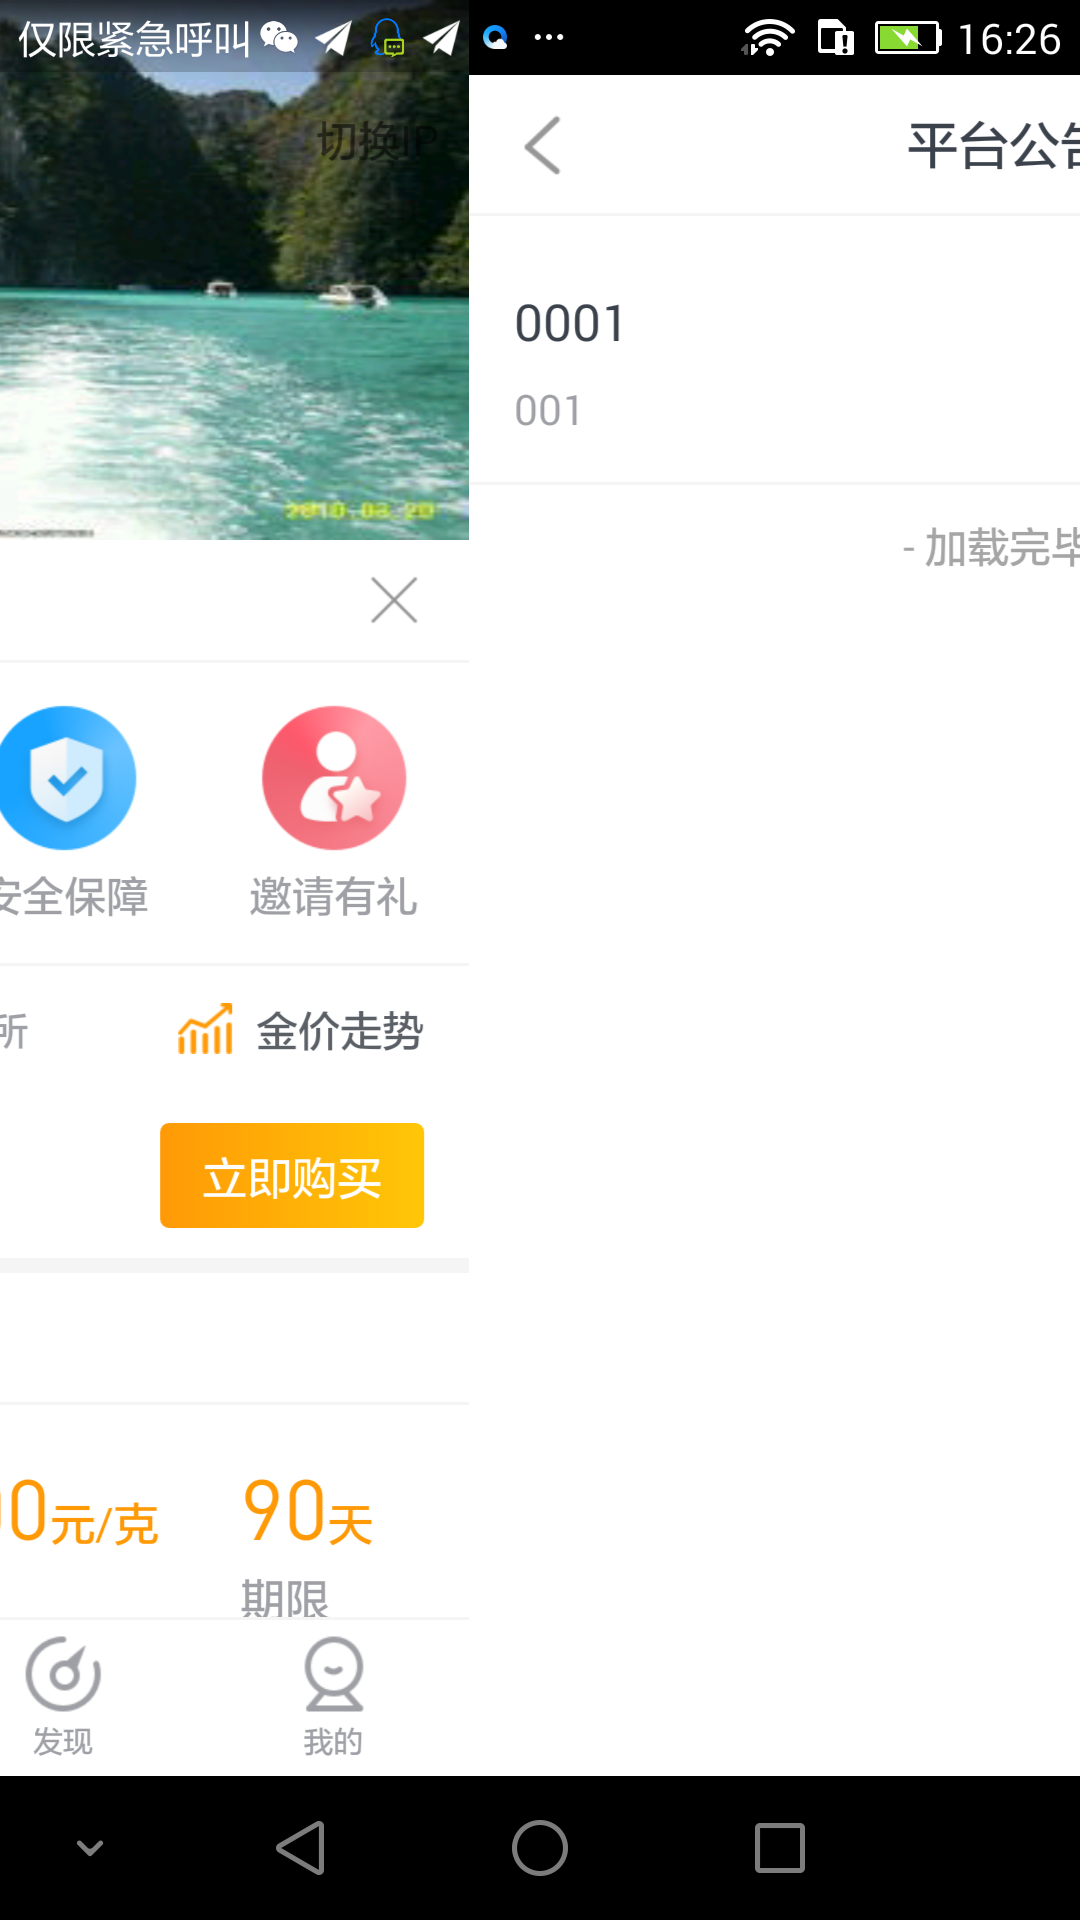 仅限紧急呼叫
16:26
切换IP
2010.03.20
安全保障
邀请有礼
所
金价走势
立即购买
00元/克
90天
期限
发现
我的
平台公告
0001
001
- 加载完毕